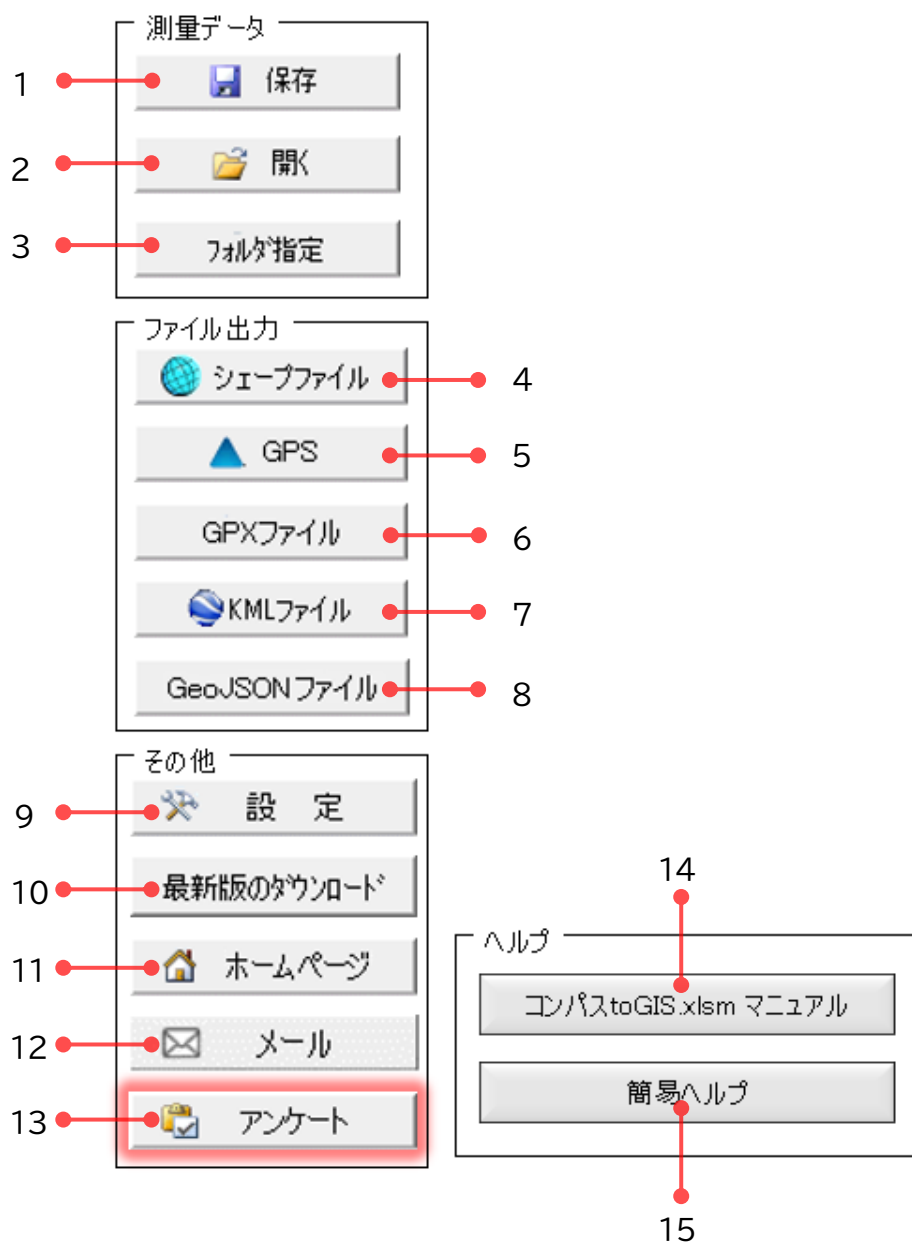 測量データ
1 保存
2 開く
3 フォルダ指定
ファイル出力
シェープファイル 4
GPS 5
GPXファイル 6
KMLファイル 7
GeoJSONファイル 8
その他
9 設 定
10 最新版のダウンロード
11 ホームページ
12 メール
13 アンケート
14
ヘルプ
コンパスtoGIS.xlsm マニュアル
簡易ヘルプ
15